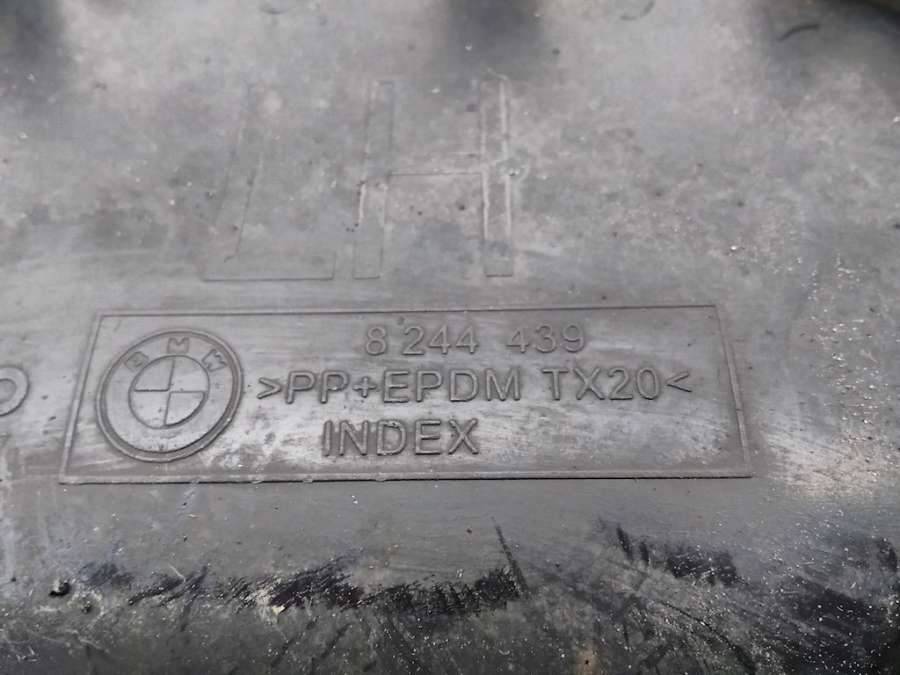 LH
BMW
8 244 439
>PP+EPDM TX20<
INDEX